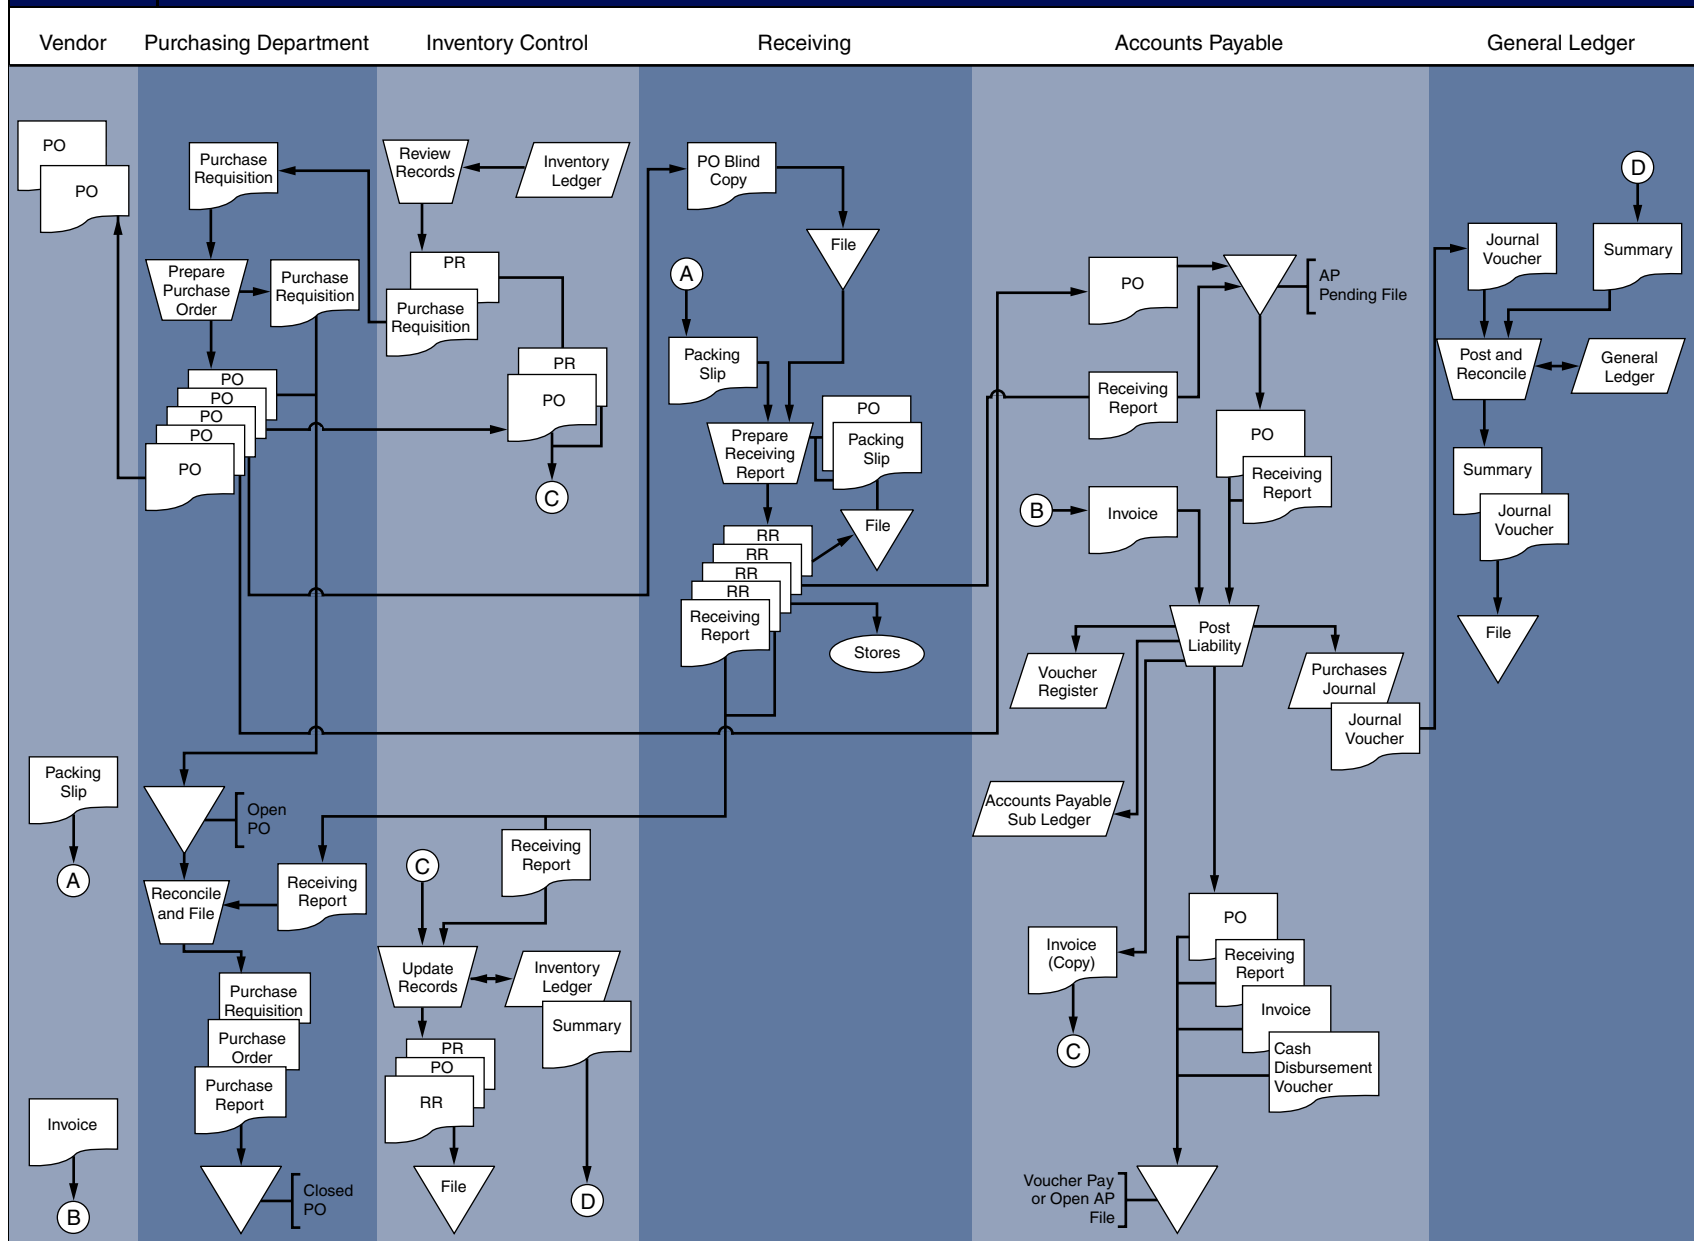 Vendor
Purchasing Department
Inventory Control
Receiving
Accounts Payable
General Ledger
PO
PO
Packing
Slip
A
Invoice
B
Purchase
Requisition
Prepare
Purchase
Order
Purchase
Requisition
PO
PO
PO
PO
PO
Open
PO
Reconcile
and File
Receiving
Report
Purchase
Requisition
Purchase
Order
Purchase
Report
Closed
PO
Review
Records
Inventory
Ledger
PR
Purchase
Requisition
PR
PO
C
Receiving
Report
C
Update
Records
Inventory
Ledger
Summary
PR
PO
RR
File
D
PO Blind
Copy
File
A
Packing
Slip
Prepare
Receiving
Report
PO
Packing
Slip
File
RR
RR
RR
RR
Receiving
Report
Stores
PO
AP
Pending File
Receiving
Report
PO
Receiving
Report
B
Invoice
Post
Liability
Voucher
Register
Purchases
Journal
Journal
Voucher
Accounts Payable
Sub Ledger
Invoice
(Copy)
C
PO
Receiving
Report
Invoice
Cash
Disbursement
Voucher
Voucher Pay
or Open AP
File
D
Journal
Voucher
Summary
Post and
Reconcile
General
Ledger
Summary
Journal
Voucher
File